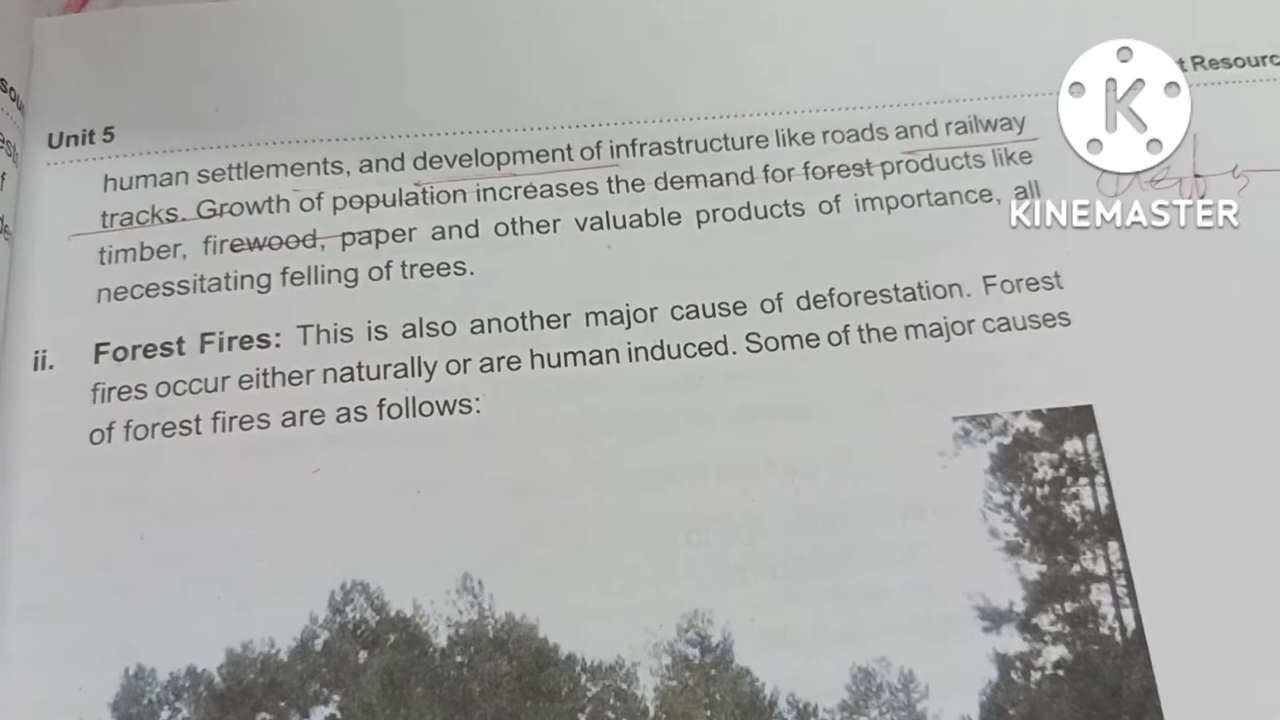 t Resourc
Unit 5
human settlements, and development of infrastructure like roads and railway
tracks. Growth of population increases the demand for forest products like
timber, firewood, paper and other valuable products of importance, all
necessitating felling of trees.
ii. Forest Fires: This is also another major cause of deforestation. Forest
fires occur either naturally or are human induced. Some of the major causes
of forest fires are as follows:
K
KINEMASTER